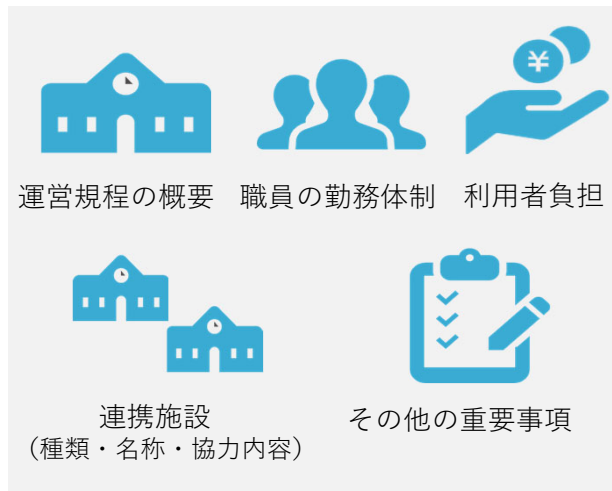 ¥
運営規程の概要
職員の勤務体制
利用者負担
連携施設
（種類・名称・協力内容）
その他の重要事項